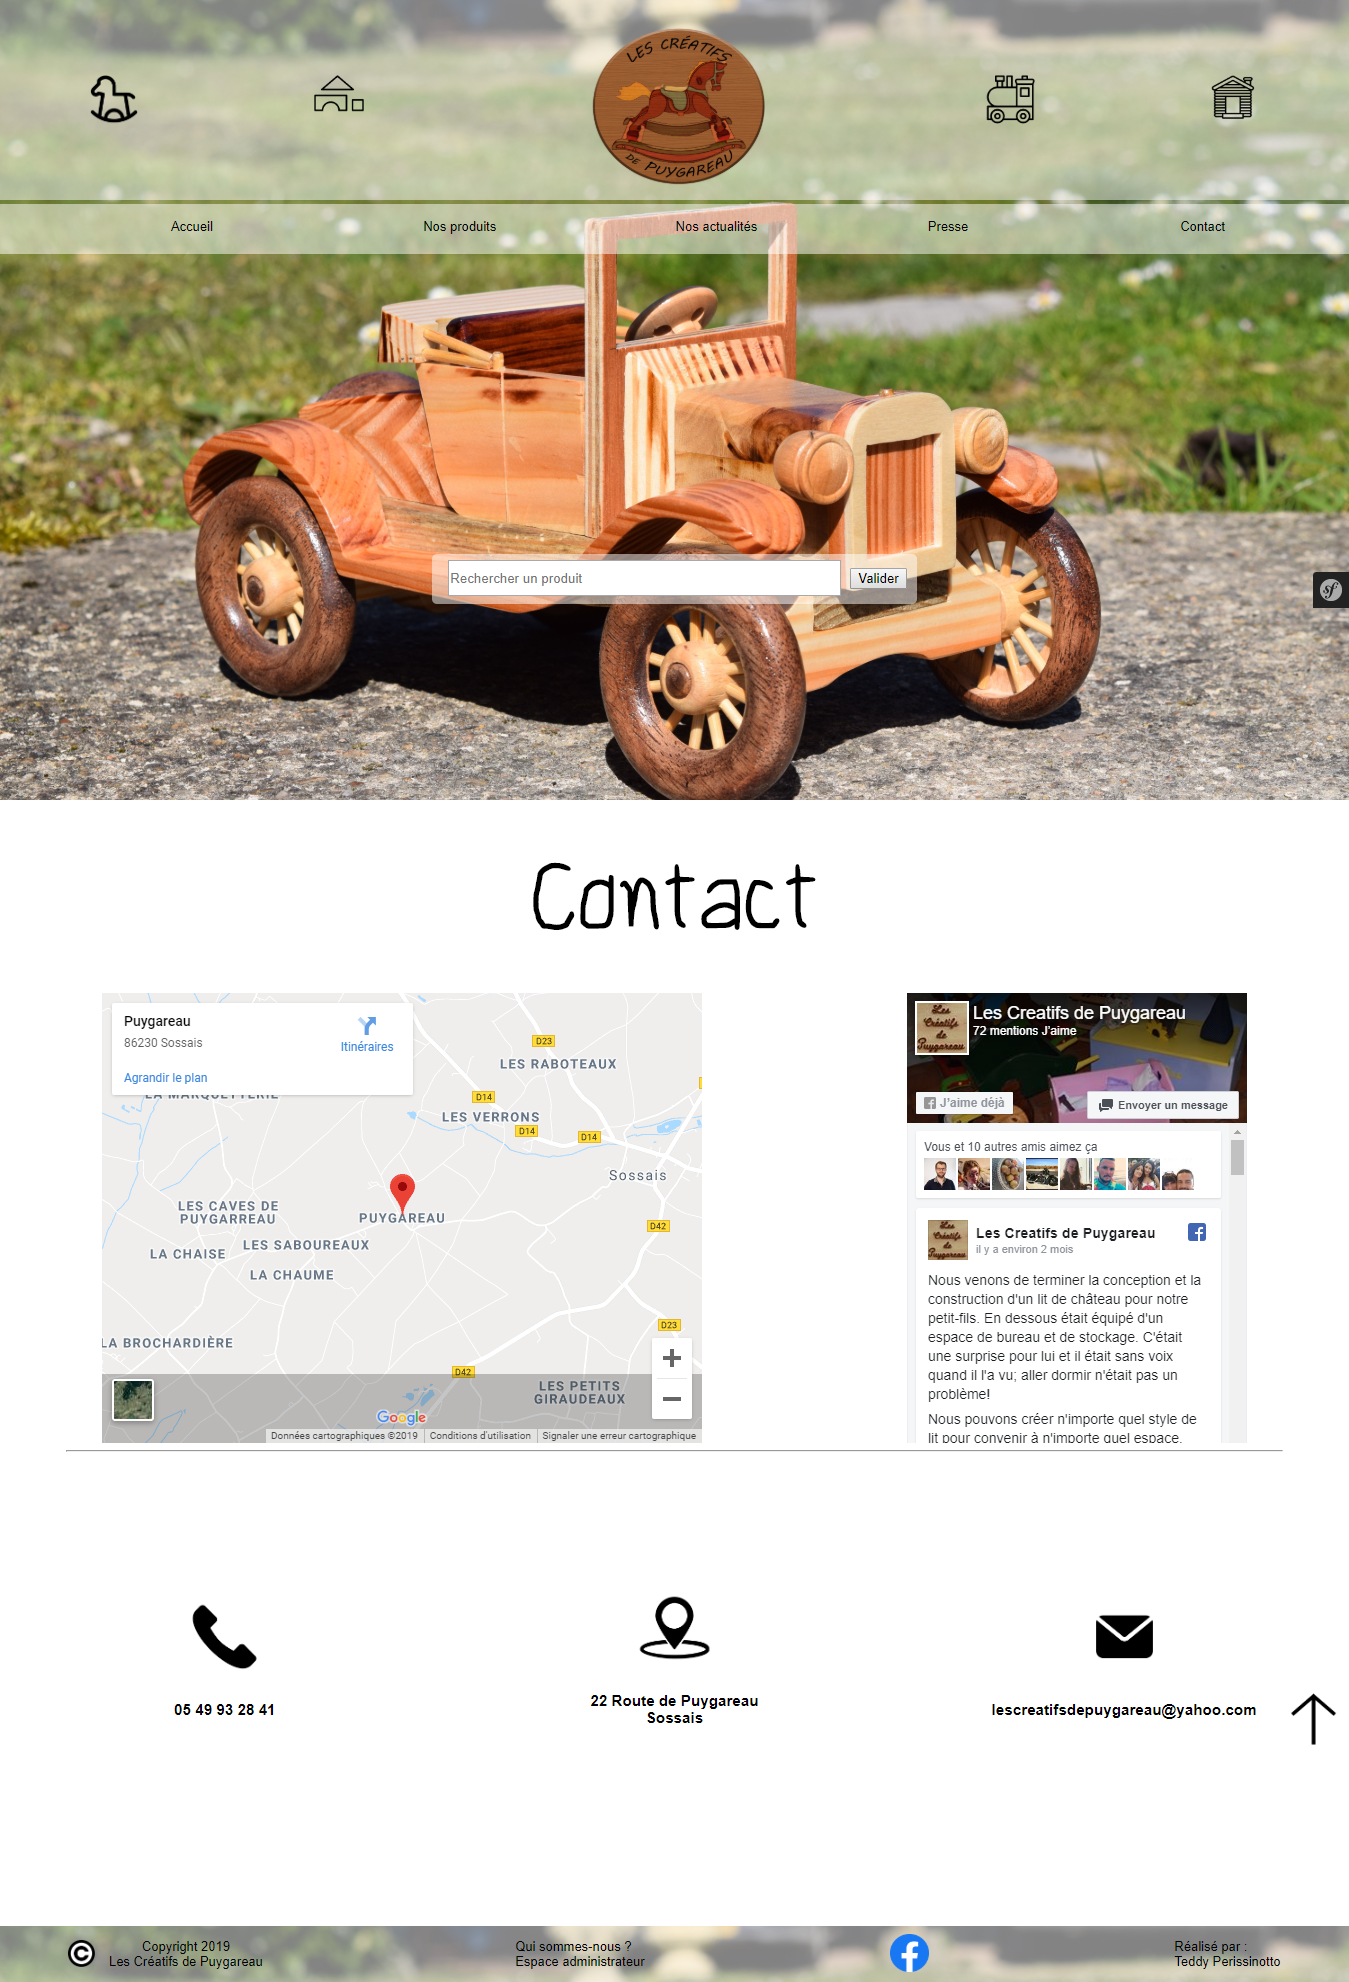 LES CRÉATIFS
DE PUYGAREAU
Accueil
Nos produits
Nos actualités
Presse
Contact
Rechercher un produit
Valider
sf
Contact
Puygareau
86230 Sossais
Itinéraires
Agrandir le plan
LA MARQUETTERIE
D23
LES RABOTEAUX
D14
LES VERRONS
D14
D14
Sossais
LES CAVES DE
PUYGARREAU
PUYGAREAU
D42
LA CHAISE
LES SABOUREAUX
LA CHAUME
D23
LA BROCHARDIÈRE
D42
LES PETITS
GIRAUDEAUX
Google
Données cartographiques ©2019
Conditions d'utilisation
Signaler une erreur cartographique
Les
Créatifs
de
Puygareau
Les Creatifs de Puygareau
72 mentions J'aime
J'aime déjà
Envoyer un message
Vous et 10 autres amis aimez ça
Les
Créatifs
de
Puygareau
Les Creatifs de Puygareau
il y a environ 2 mois
Nous venons de terminer la conception et la
construction d'un lit de château pour notre
petit-fils. En dessous était équipé d'un
espace de bureau et de stockage. C'était
une surprise pour lui et il était sans voix
quand il l'a vu; aller dormir n'était pas un
problème!
Nous pouvons créer n'importe quel style de
lit pour convenir à n'importe quel espace.
05 49 93 28 41
22 Route de Puygareau
Sossais
lescreatifsdepuygareau@yahoo.com
Copyright 2019
Les Créatifs de Puygareau
Qui sommes-nous ?
Espace administrateur
Réalisé par :
Teddy Perissinotto